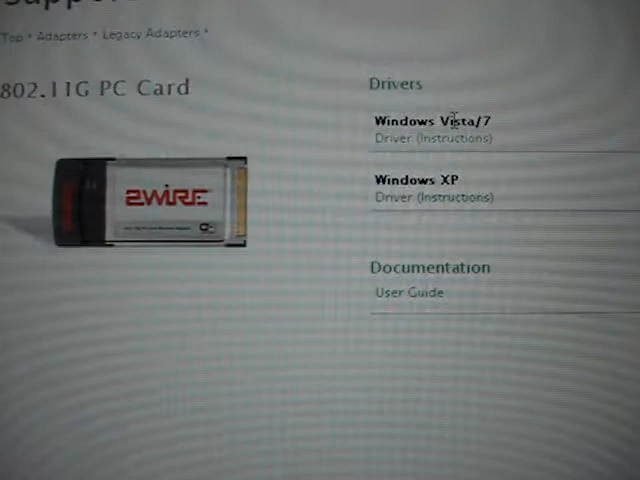 Top • Adapters • Legacy Adapters •
802.11G PC Card
2WIRE
Drivers
Windows Vista/7
Driver (Instructions)
Windows XP
Driver (Instructions)
Documentation
User Guide